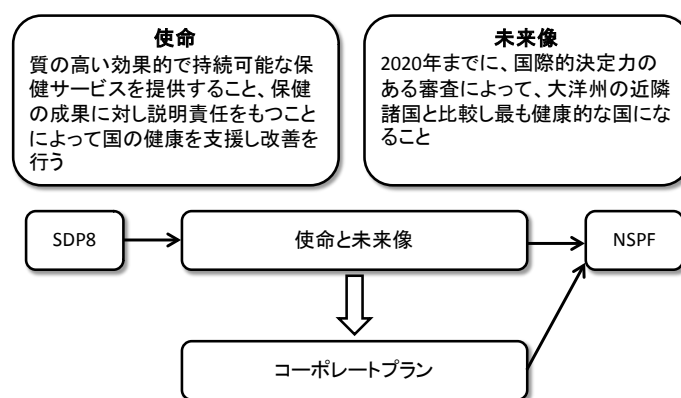 使命
質の高い効果的で持続可能な保
健サービスを提供すること、保健
の成果に対し説明責任をもつこと
によって国の健康を支援し改善を
行う
未来像
2020年までに、国際的決定力の
ある審査によって、大洋州の近隣
諸国と比較し最も健康的な国にな
ること
SDP8
使命と未来像
NSPF
コーポレートプラン